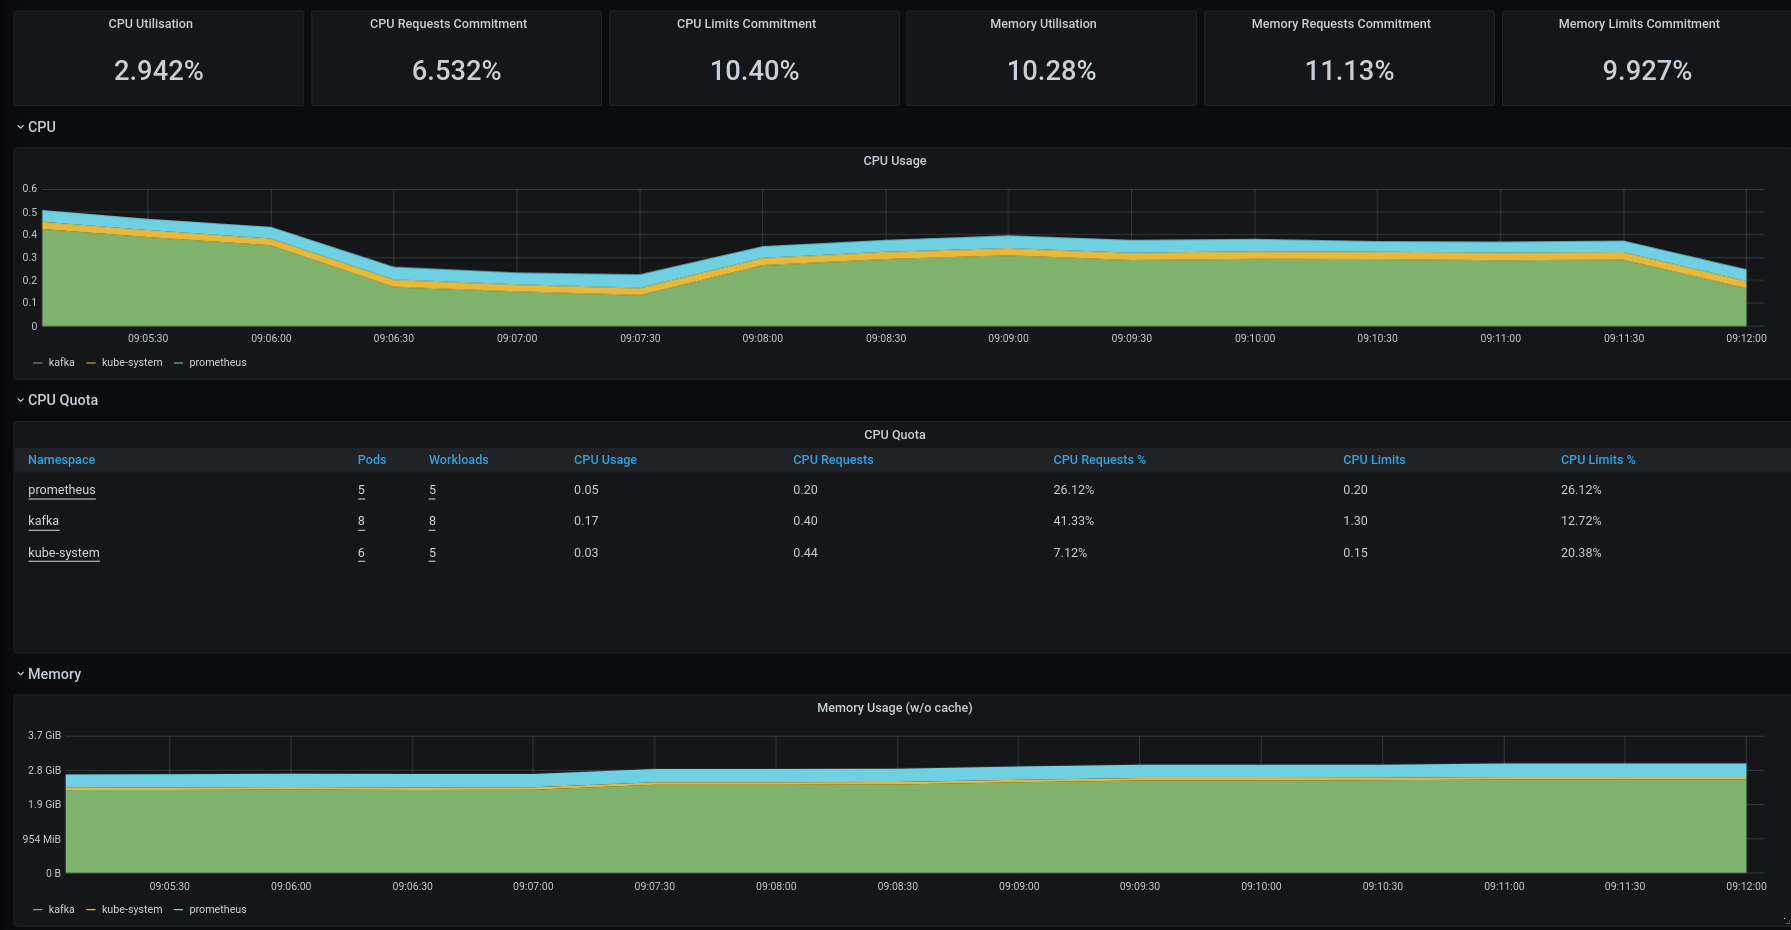 CPU Utilisation CPU Requests Commitment CPU Limits Commitment Memory Utilisation Memory Requests Commitment Memory Limits Commitment
2.942% 6.532% 10.40% 10.28% 11.13% 9.927%
CPU
CPU Usage
0.6
0.5
0.4
0.3
0.2
0.1
0
09:05:30 09:06:00 09:06:30 09:07:00 09:07:30 09:08:00 09:08:30 09:09:00 09:09:30 09:10:00 09:10:30 09:11:00 09:11:30 09:12:00
kafka kube-system prometheus
CPU Quota
CPU Quota
Namespace Pods Workloads CPU Usage CPU Requests CPU Requests % CPU Limits CPU Limits %
prometheus 5 5 0.05 0.20 26.12% 0.20 26.12%
kafka 8 8 0.17 0.40 41.33% 1.30 12.72%
kube-system 6 5 0.03 0.44 7.12% 0.15 20.38%
Memory
Memory Usage (w/o cache)
3.7 GiB
2.8 GiB
1.9 GiB
954 MiB
0 B
09:05:30 09:06:00 09:06:30 09:07:00 09:07:30 09:08:00 09:08:30 09:09:00 09:09:30 09:10:00 09:10:30 09:11:00 09:11:30 09:12:00
kafka kube-system prometheus